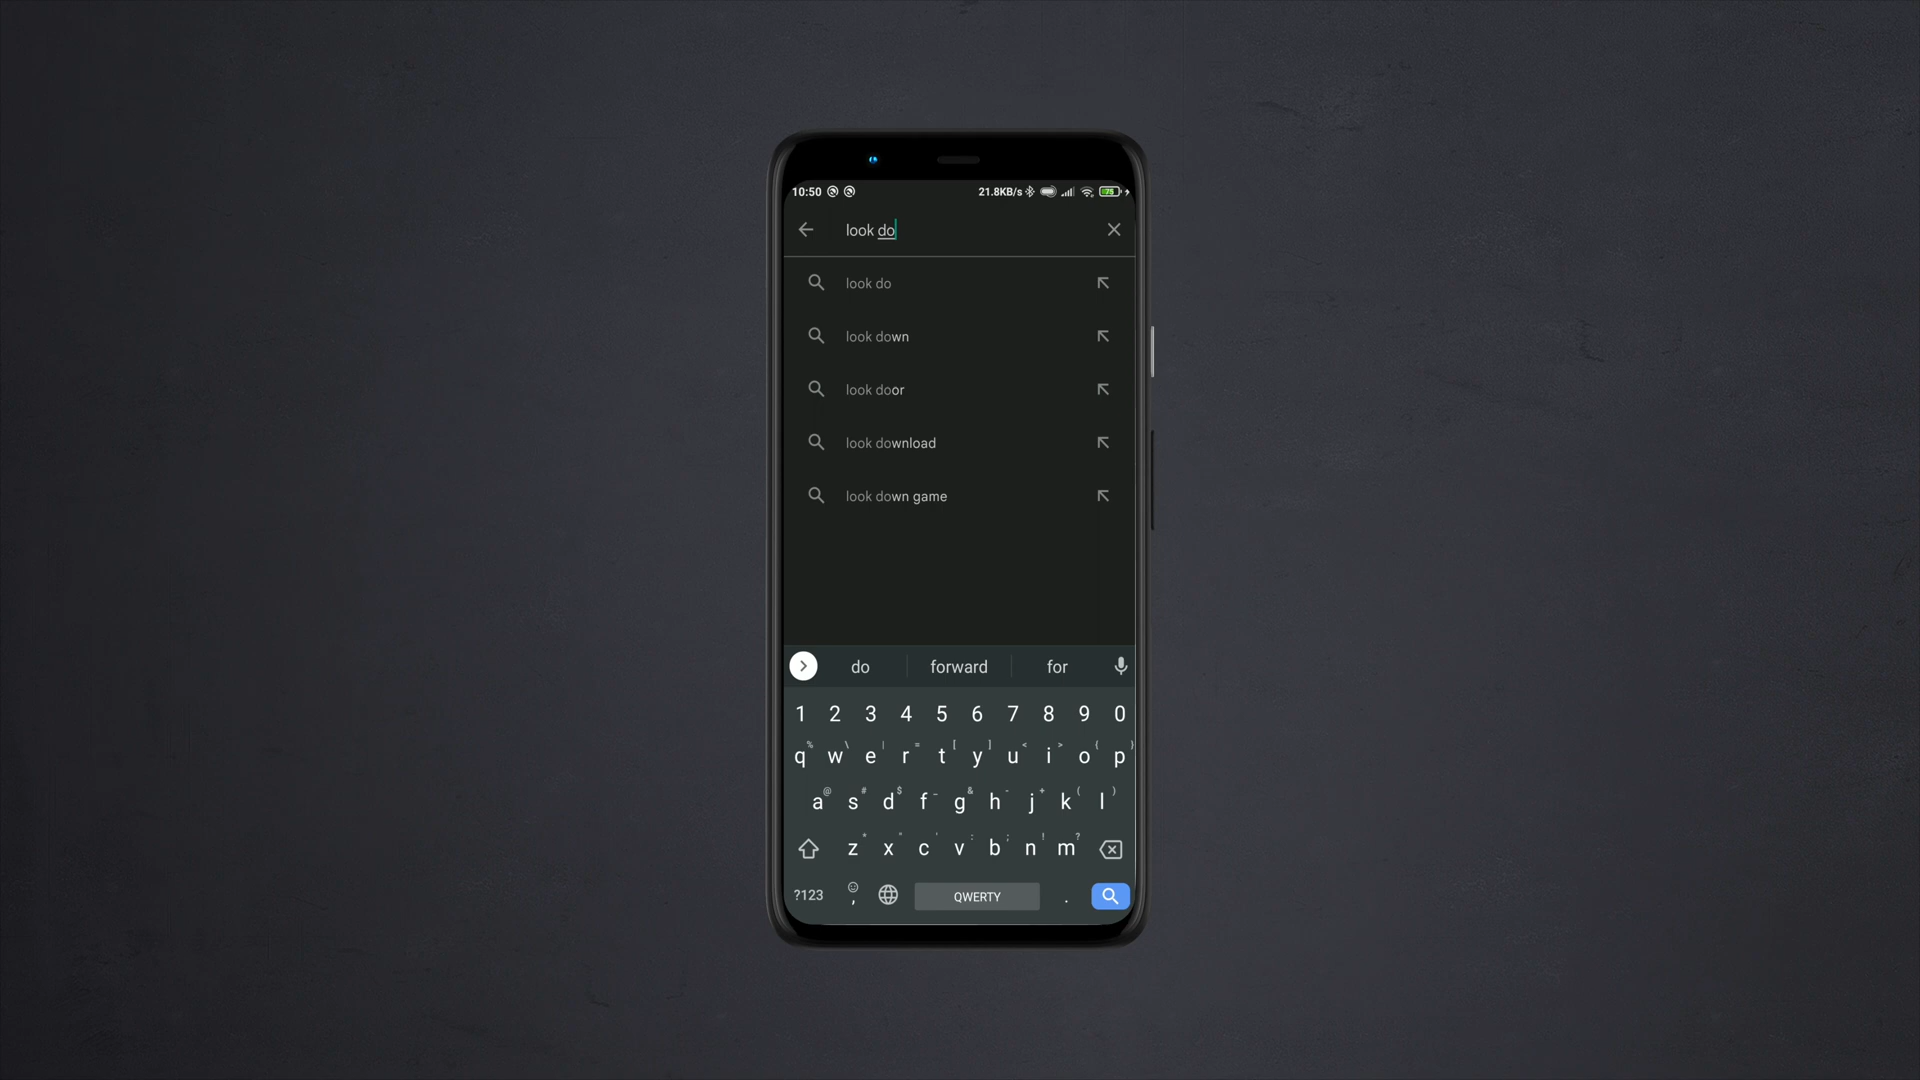 10:50 21.8KB/s 75
look do
look do
look down
look door
look download
look down game
do forward for
1 2 3 4 5 6 7 8 9 0
q % w \ e | r = t [ y ] u < i > o { p }
a @ s # d $ f _ g & h - j + k ( l )
z * x " c ' v : b ; n ! m ?
?123 , QWERTY .